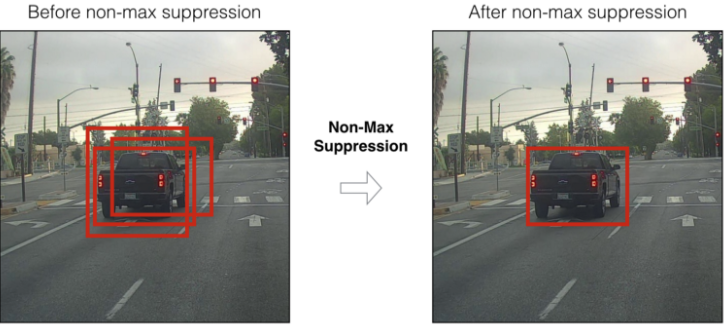 Before non-max suppression
After non-max suppression
Non-Max
Suppression